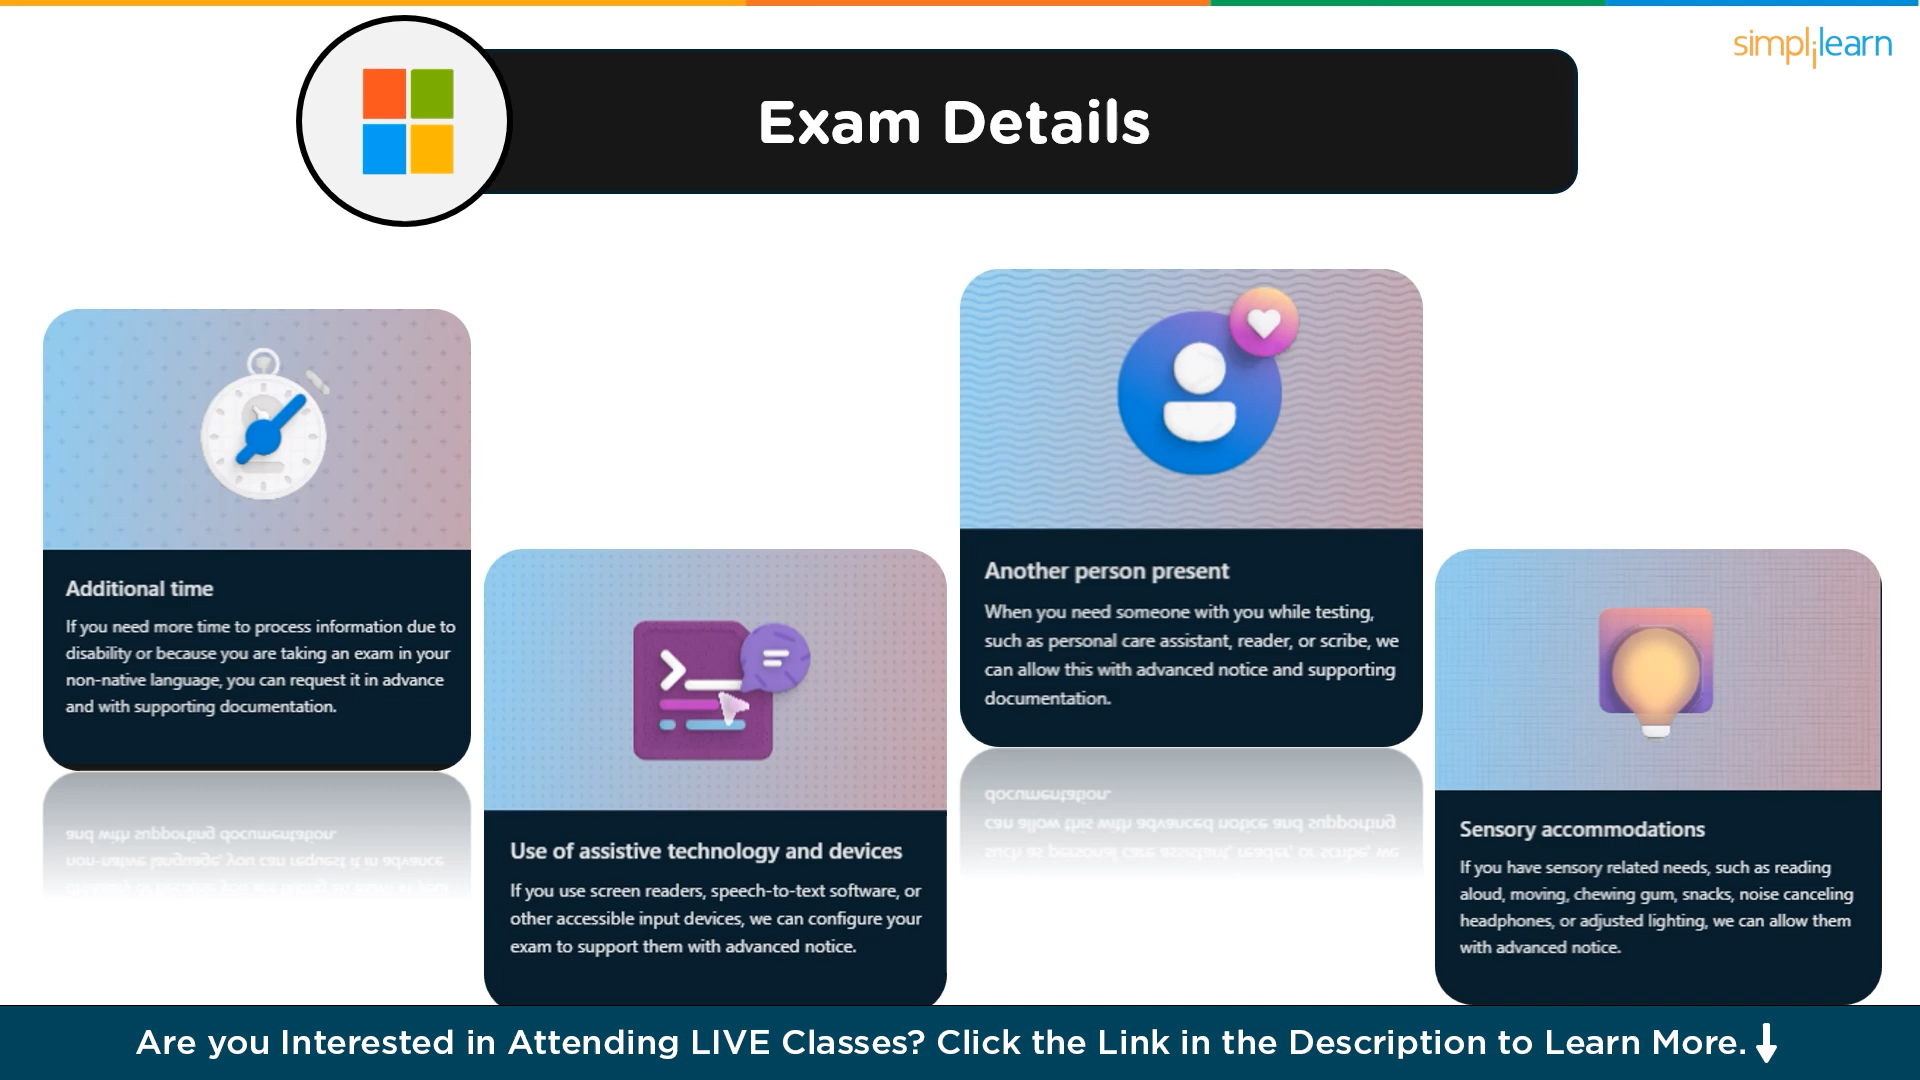 simplilearn
Exam Details
Additional time
If you need more time to process information due to
disability or because you are taking an exam in your
non-native language, you can request it in advance
and with supporting documentation.
Use of assistive technology and devices
If you use screen readers, speech-to-text software, or
other accessible input devices, we can configure your
exam to support them with advanced notice.
Another person present
When you need someone with you while testing,
such as personal care assistant, reader, or scribe, we
can allow this with advanced notice and supporting
documentation.
Sensory accommodations
If you have sensory related needs, such as reading
aloud, moving, chewing gum, snacks, noise canceling
headphones, or adjusted lighting, we can allow them
with advanced notice.
Are you Interested in Attending LIVE Classes? Click the Link in the Description to Learn More.